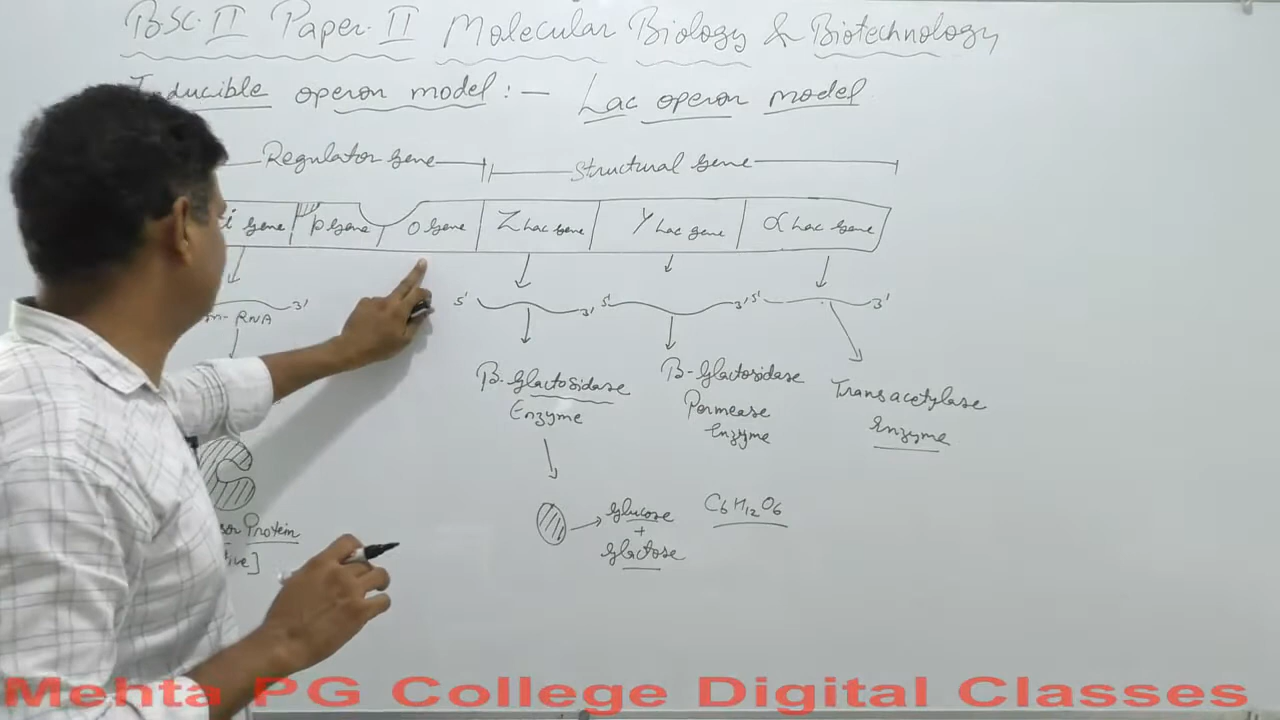 BSC. II Paper. II Molecular Biology & Biotechnology
Inducible operon model :- Lac operon model
Regulator Gene Structural Gene
i gene p gene o gene Z Lac gene Y Lac gene α Lac gene
3' 5' 3' 5' 3' 5' 3'
m-RNA
β-Glactosidase β-Glactosidase Transacetylase
Enzyme Permease Enzyme
Enzyme
Glucose C6H12O6
+
Glactose
Protein
Mehta PG College Digital Classes